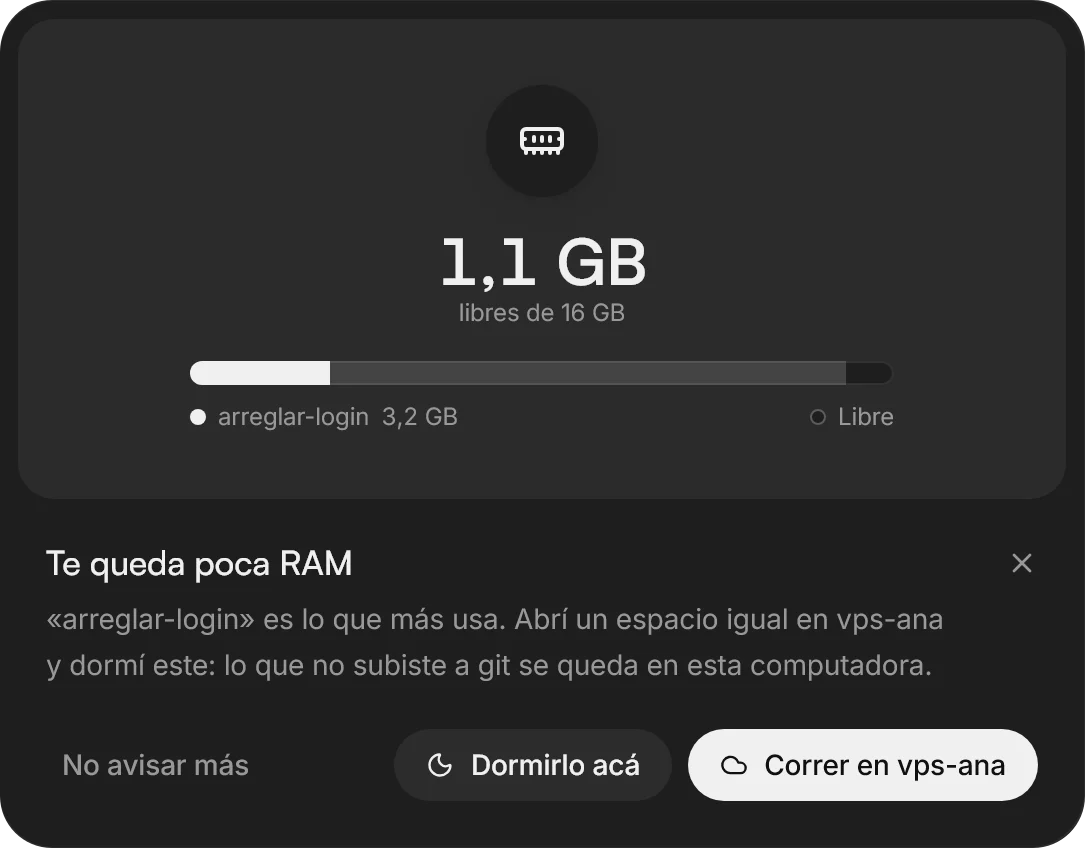 1,1 GB
libres de 16 GB
arreglar-login 3,2 GB
Libre
Te queda poca RAM
«arreglar-login» es lo que más usa. Abrí un espacio igual en vps-ana
y dormí este: lo que no subiste a git se queda en esta computadora.
No avisar más
Dormirlo acá
Correr en vps-ana